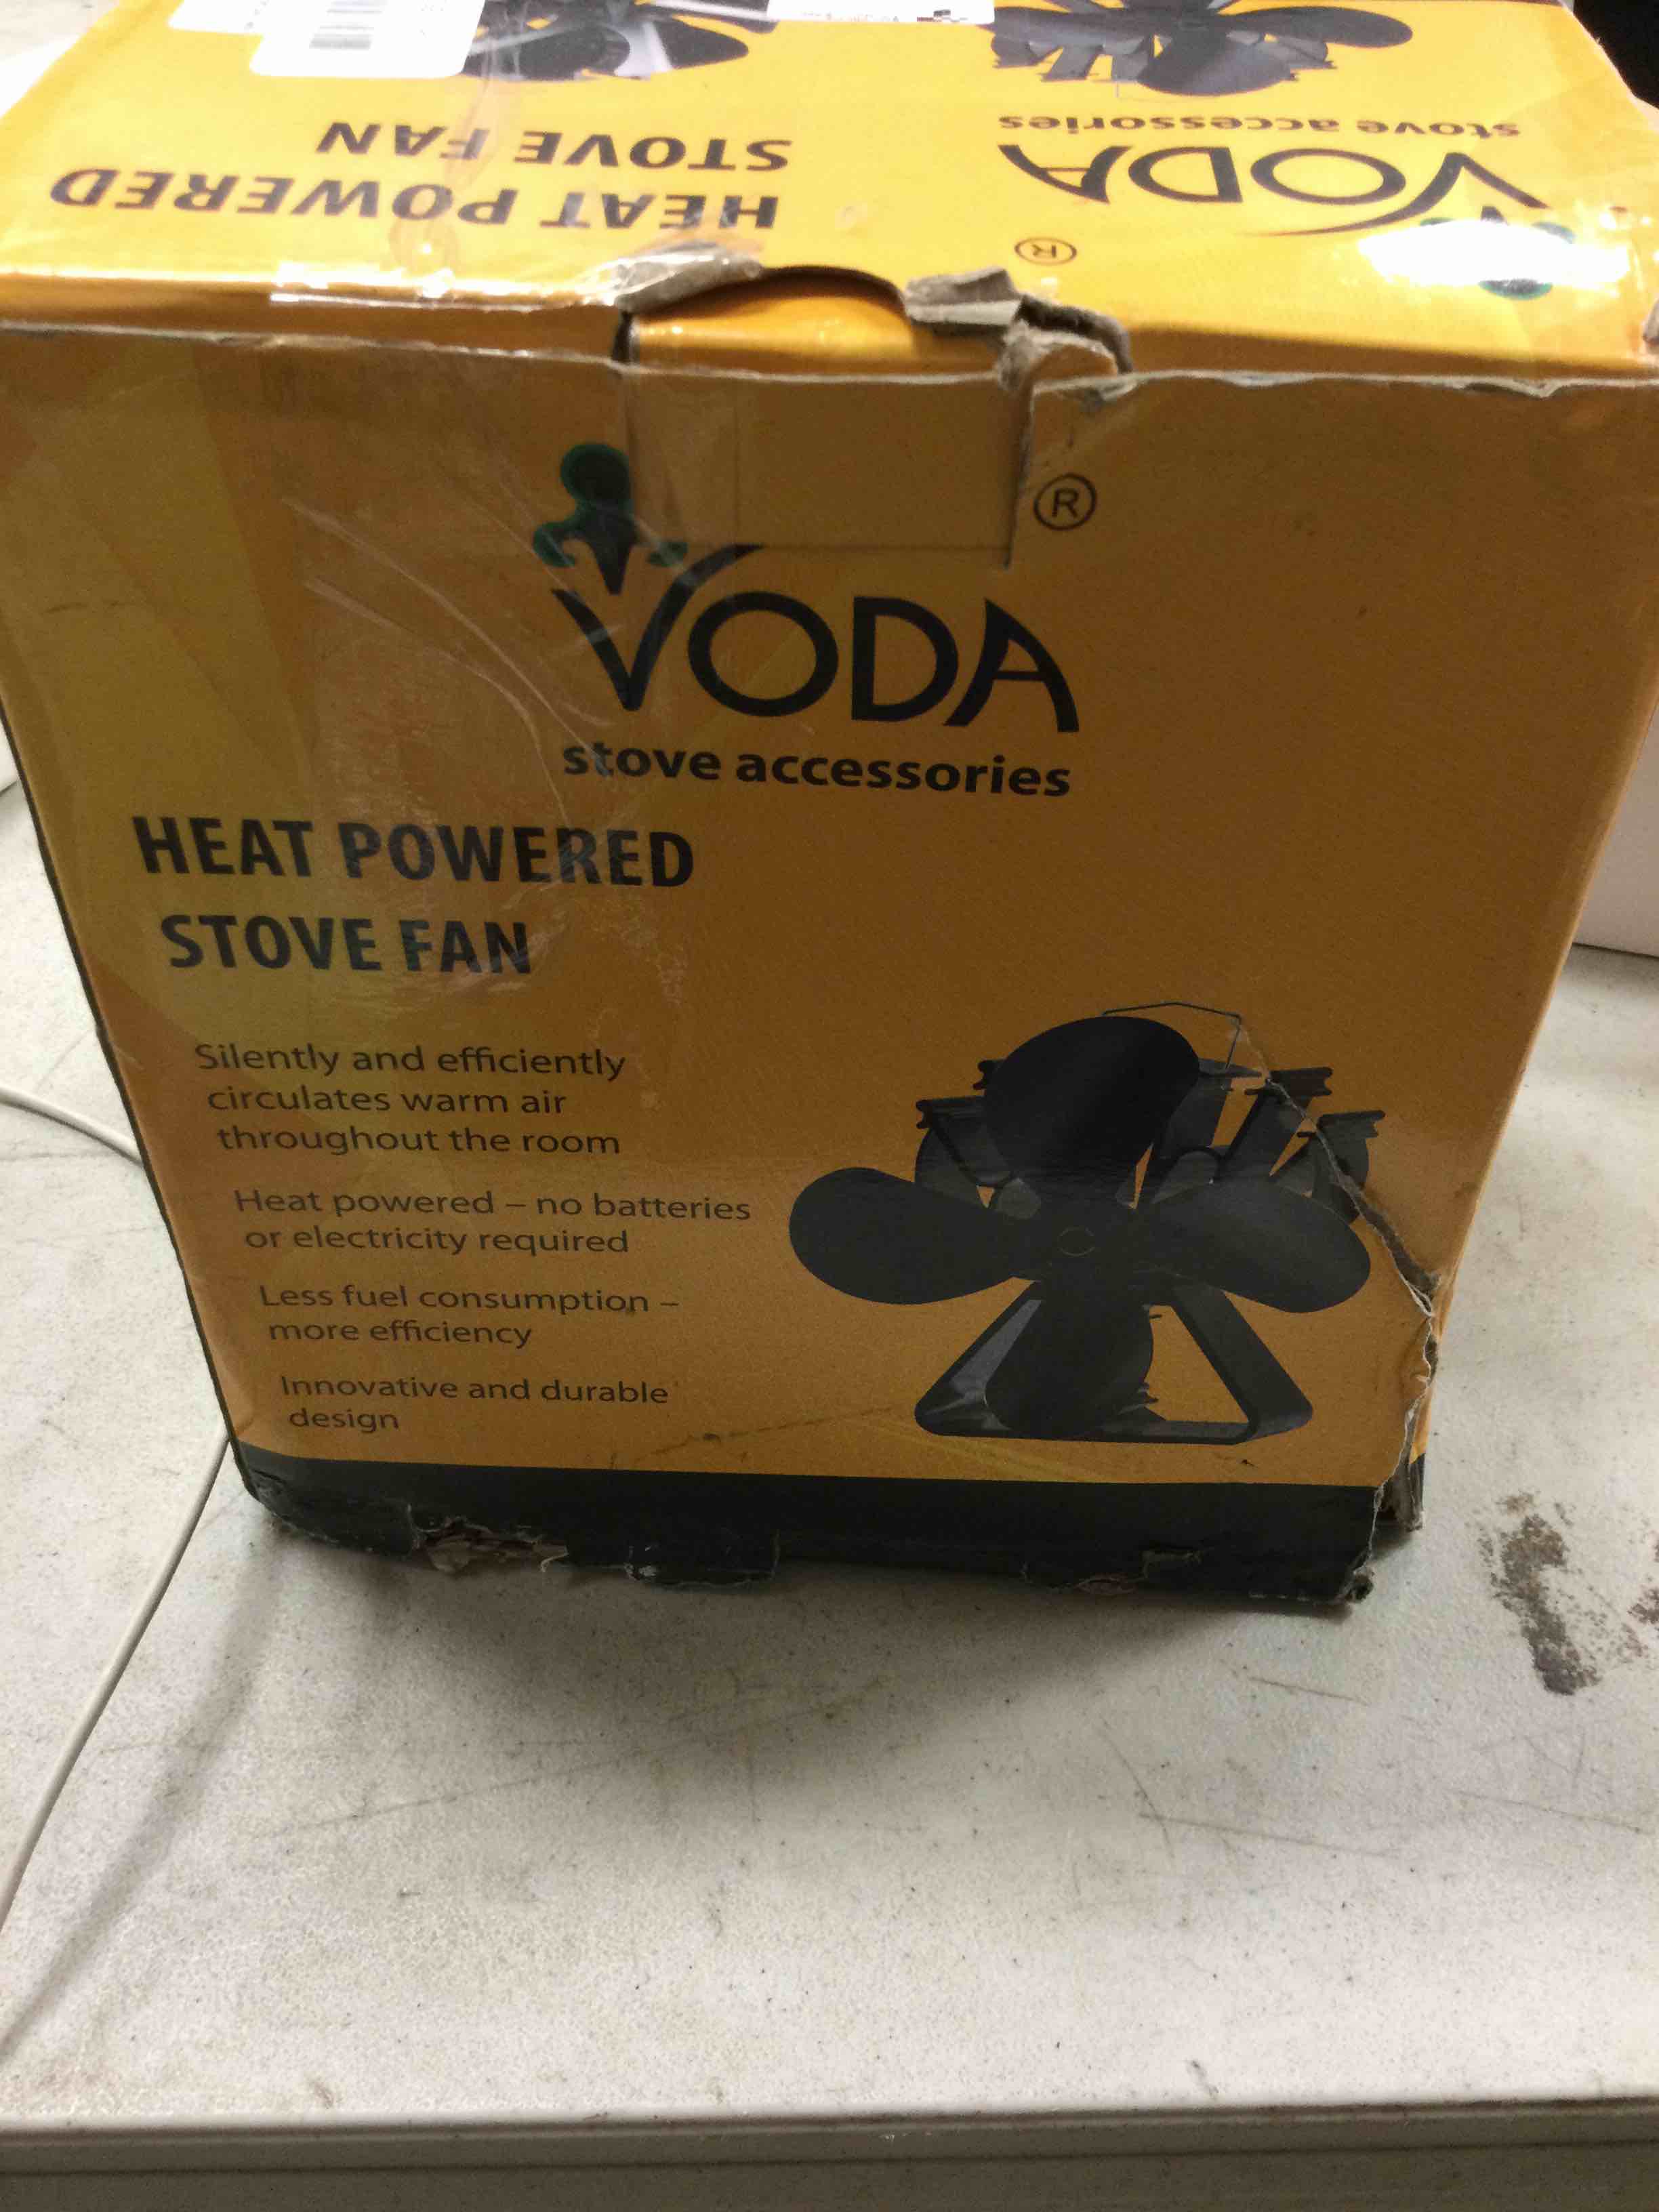 HEAT POWERED
STOVE FAN
VODA
stove accessories
®
®
VODA
stove accessories
HEAT POWERED
STOVE FAN
Silently and efficiently
circulates warm air
throughout the room
Heat powered – no batteries
or electricity required
Less fuel consumption –
more efficiency
Innovative and durable
design